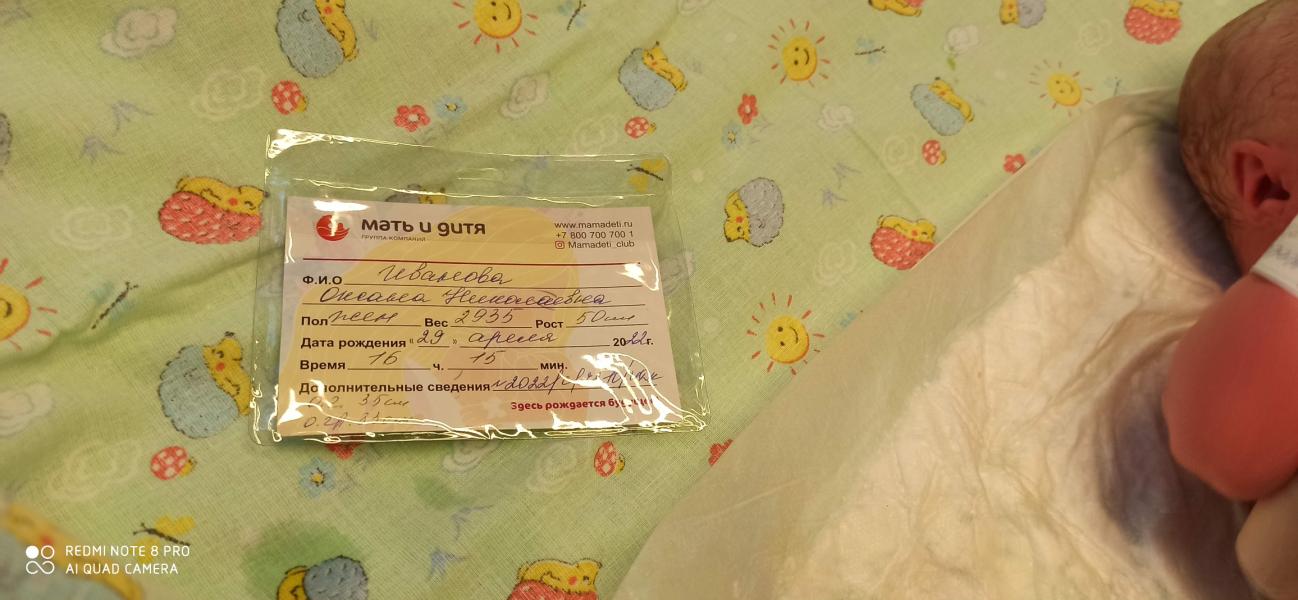 мать и дитя
ГРУППА КОМПАНИЙ
www.mamadeti.ru
+7 800 700 700 1
Mamadeti_club
Ф.И.О Иванова
Оксана Николаевна
Пол жен Вес 2935 Рост 50см
Дата рождения «29» апреля 2022г.
Время 16 ч. 15 мин.
Дополнительные сведения
о.г. 35см
о.гр.
Здесь рождается
REDMI NOTE 8 PRO
AI QUAD CAMERA